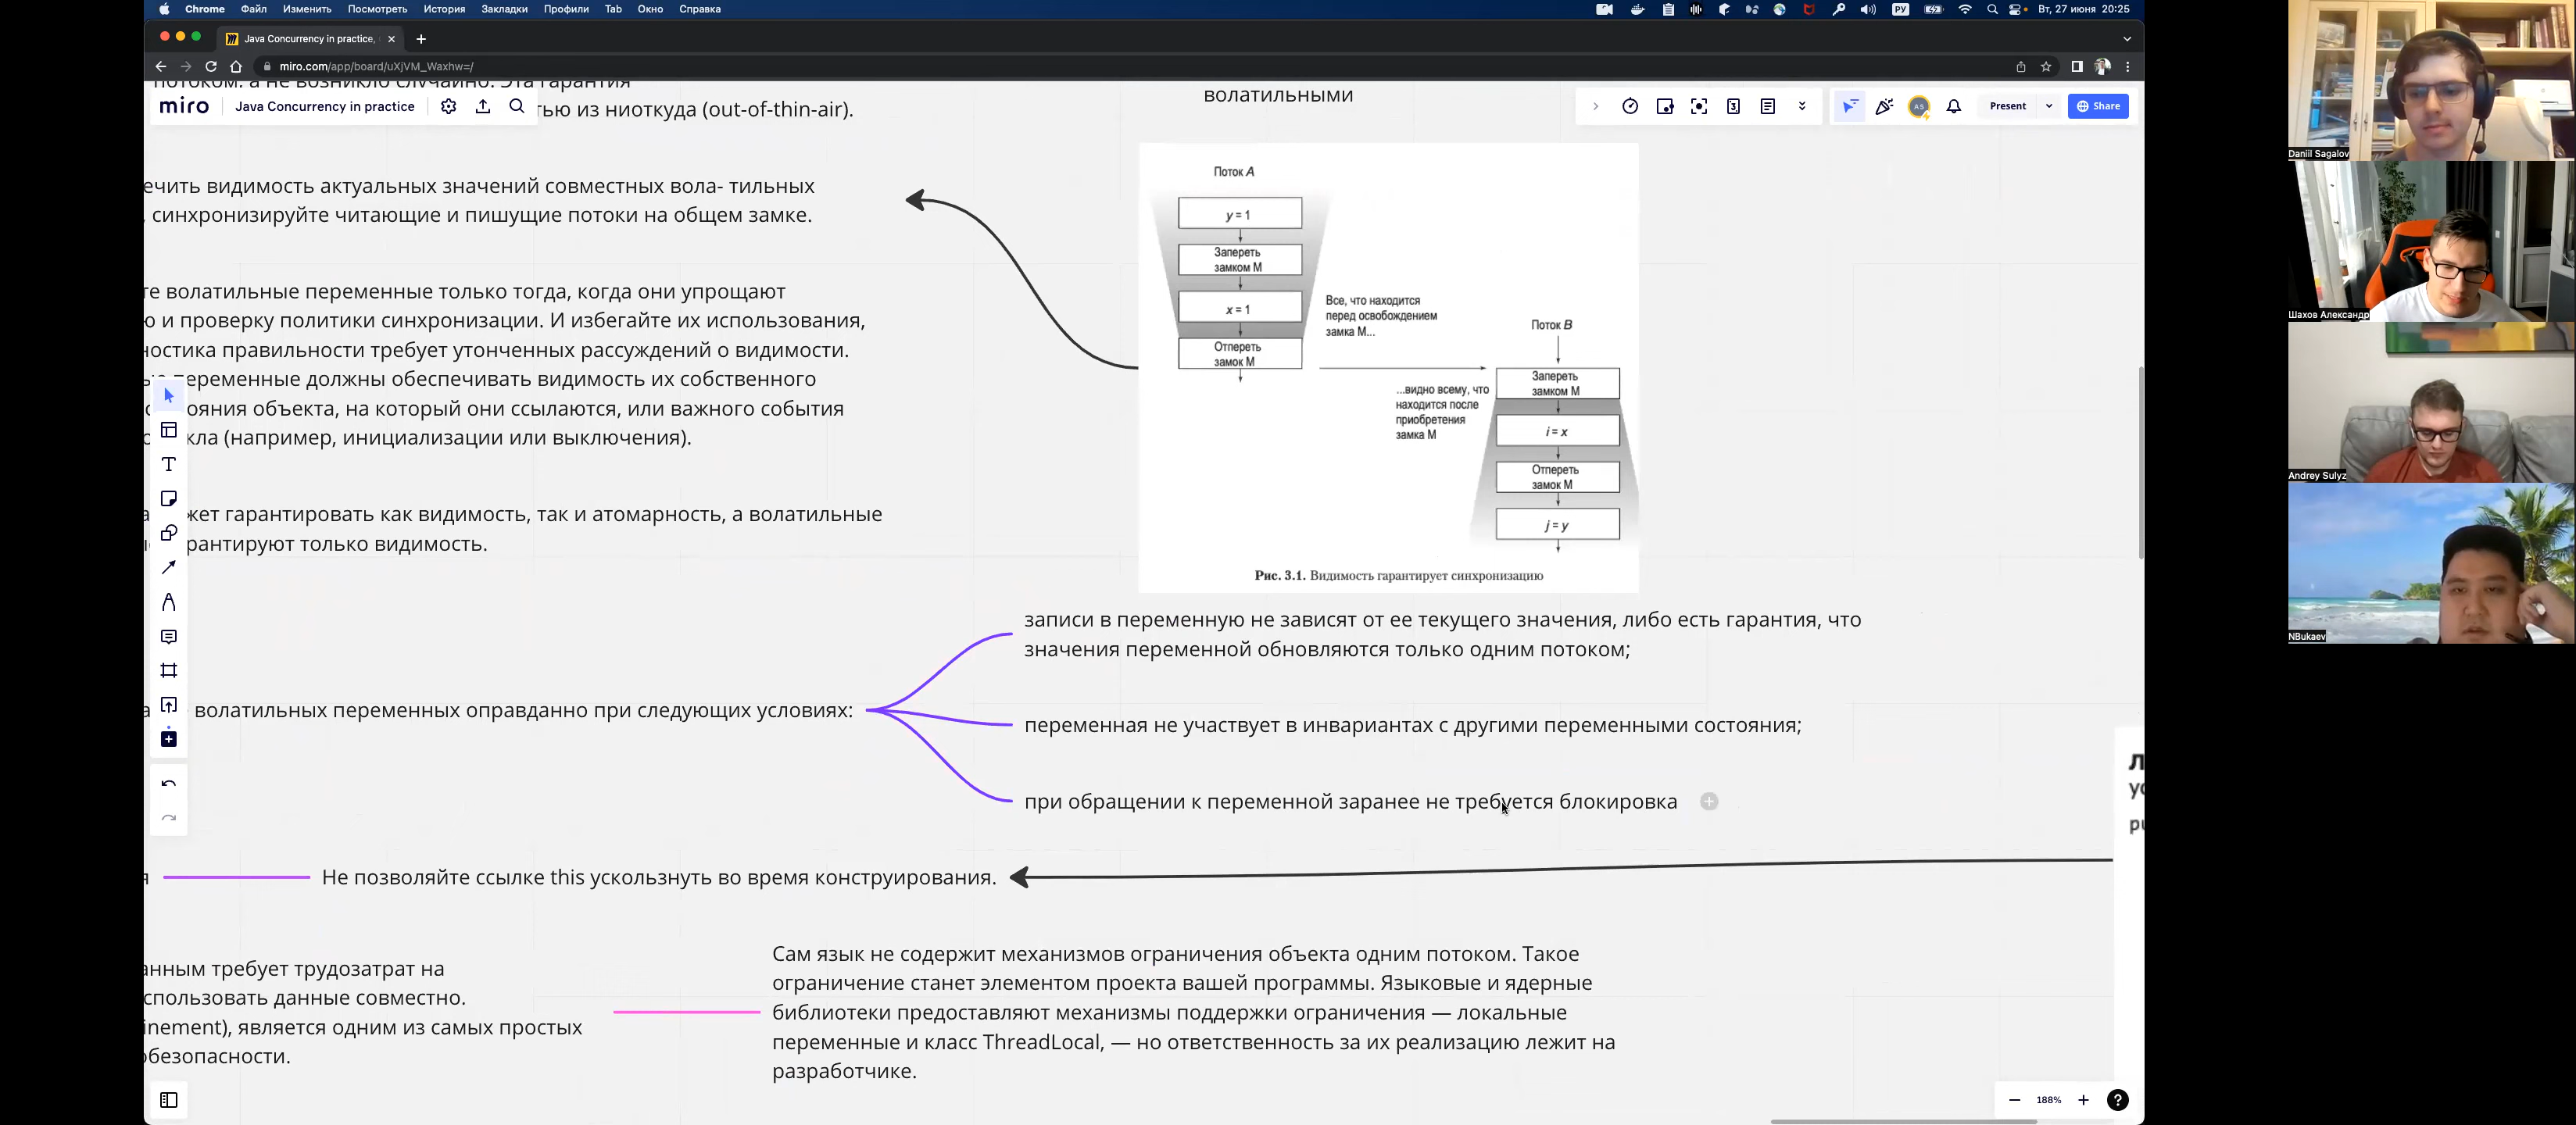 Chrome Файл Изменить Посмотреть История Закладки Профили Tab Окно Справка
РУ
Вт, 27 июня 20:25
Java Concurrency in practice,
miro.com/app/board/uXjVM_Waxhw=/
потоком. а не возникло случайно. Эта гарантия
тью из ниоткуда (out-of-thin-air).
miro Java Concurrency in practice
волатильными
3
AS
Present
Share
ечить видимость актуальных значений совместных вола- тильных
, синхронизируйте читающие и пишущие потоки на общем замке.
те волатильные переменные только тогда, когда они упрощают
ю и проверку политики синхронизации. И избегайте их использования,
ностика правильности требует утонченных рассуждений о видимости.
переменные должны обеспечивать видимость их собственного
ояния объекта, на который они ссылаются, или важного события
кла (например, инициализации или выключения).
жет гарантировать как видимость, так и атомарность, а волатильные
рантируют только видимость.
Поток A
y = 1
Запереть
замком M
x = 1
Отпереть
замок M
Все, что находится
перед освобождением
замка M...
Поток B
...видно всему, что
находится после
приобретения
замка M
Запереть
замком M
i = x
Отпереть
замок M
j = y
Рис. 3.1. Видимость гарантирует синхронизацию
волатильных переменных оправданно при следующих условиях:
записи в переменную не зависят от ее текущего значения, либо есть гарантия, что
значения переменной обновляются только одним потоком;
переменная не участвует в инвариантах с другими переменными состояния;
при обращении к переменной заранее не требуется блокировка
я
Не позволяйте ссылке this ускользнуть во время конструирования.
анным требует трудозатрат на
спользовать данные совместно.
inement), является одним из самых простых
обезопасности.
Сам язык не содержит механизмов ограничения объекта одним потоком. Такое
ограничение станет элементом проекта вашей программы. Языковые и ядерные
библиотеки предоставляют механизмы поддержки ограничения — локальные
переменные и класс ThreadLocal, — но ответственность за их реализацию лежит на
разработчике.
188%
Daniil Sagalov
Шахов Александр
Andrey Sulyz
NBukaev